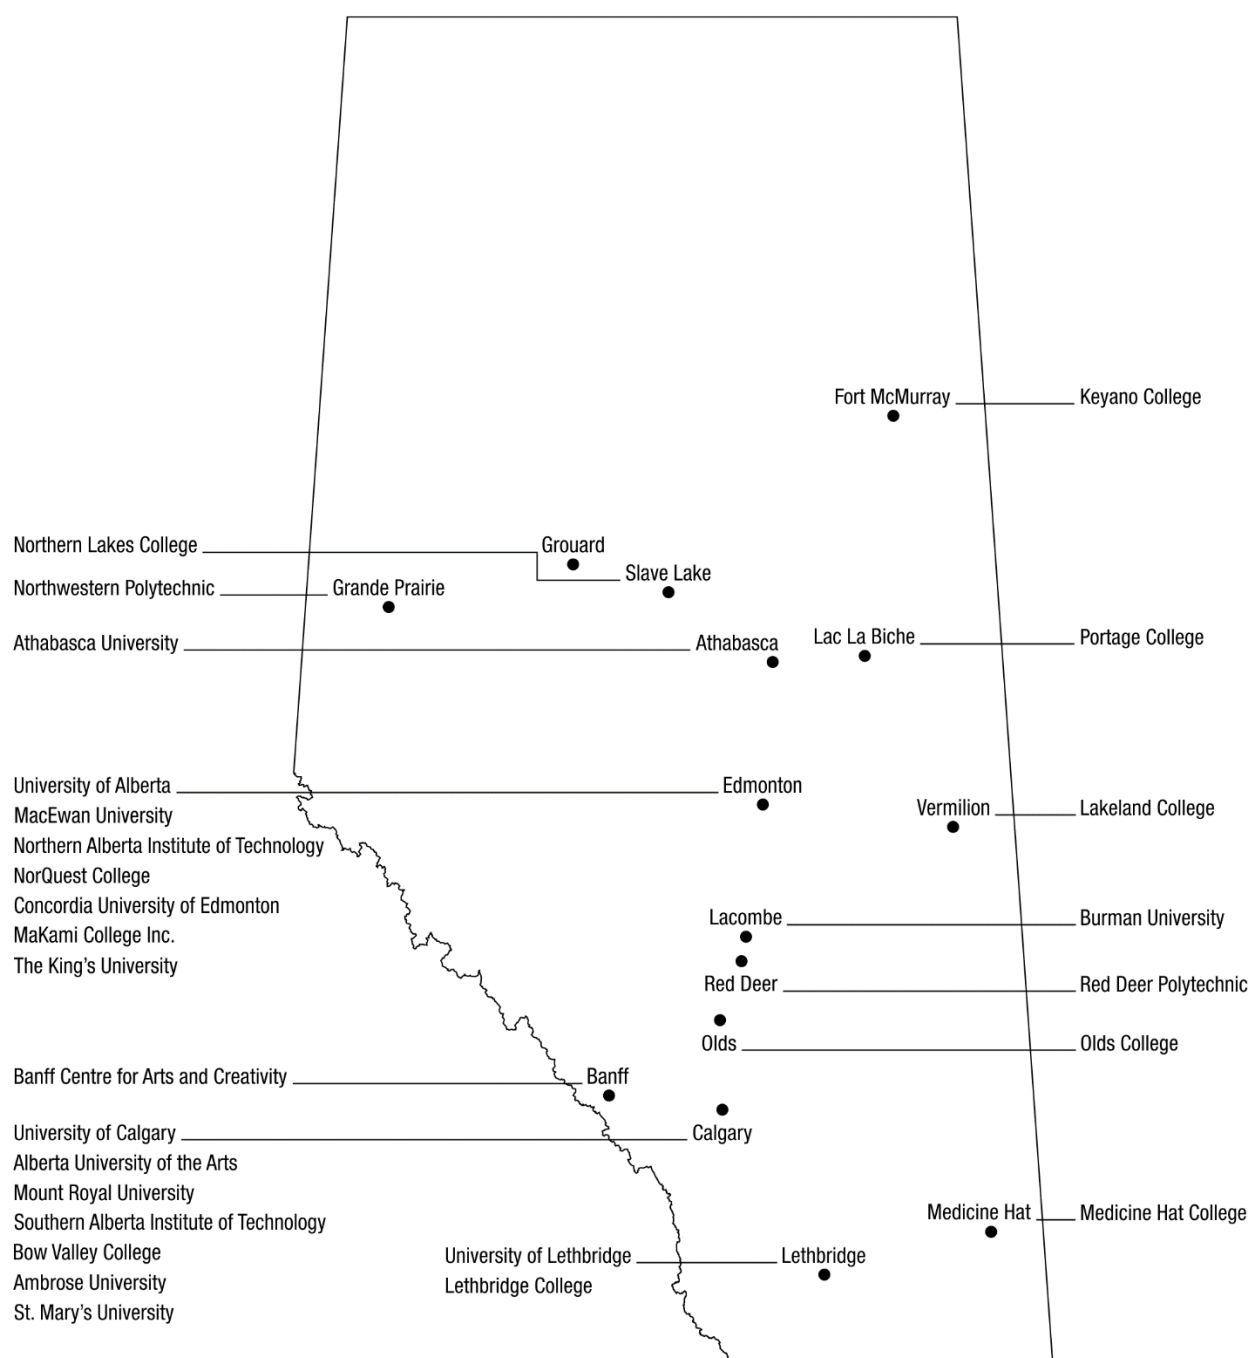 Fort McMurray
Keyano College
Northern Lakes College
Grouard
Slave Lake
Northwestern Polytechnic
Grande Prairie
Athabasca University
Athabasca
Lac La Biche
Portage College
University of Alberta
Edmonton
MacEwan University
Vermilion
Lakeland College
Northern Alberta Institute of Technology
NorQuest College
Concordia University of Edmonton
MaKami College Inc.
The King's University
Lacombe
Burman University
Red Deer
Red Deer Polytechnic
Olds
Olds College
Banff Centre for Arts and Creativity
Banff
University of Calgary
Calgary
Alberta University of the Arts
Mount Royal University
Southern Alberta Institute of Technology
Bow Valley College
Ambrose University
St. Mary's University
Medicine Hat
Medicine Hat College
University of Lethbridge
Lethbridge
Lethbridge College